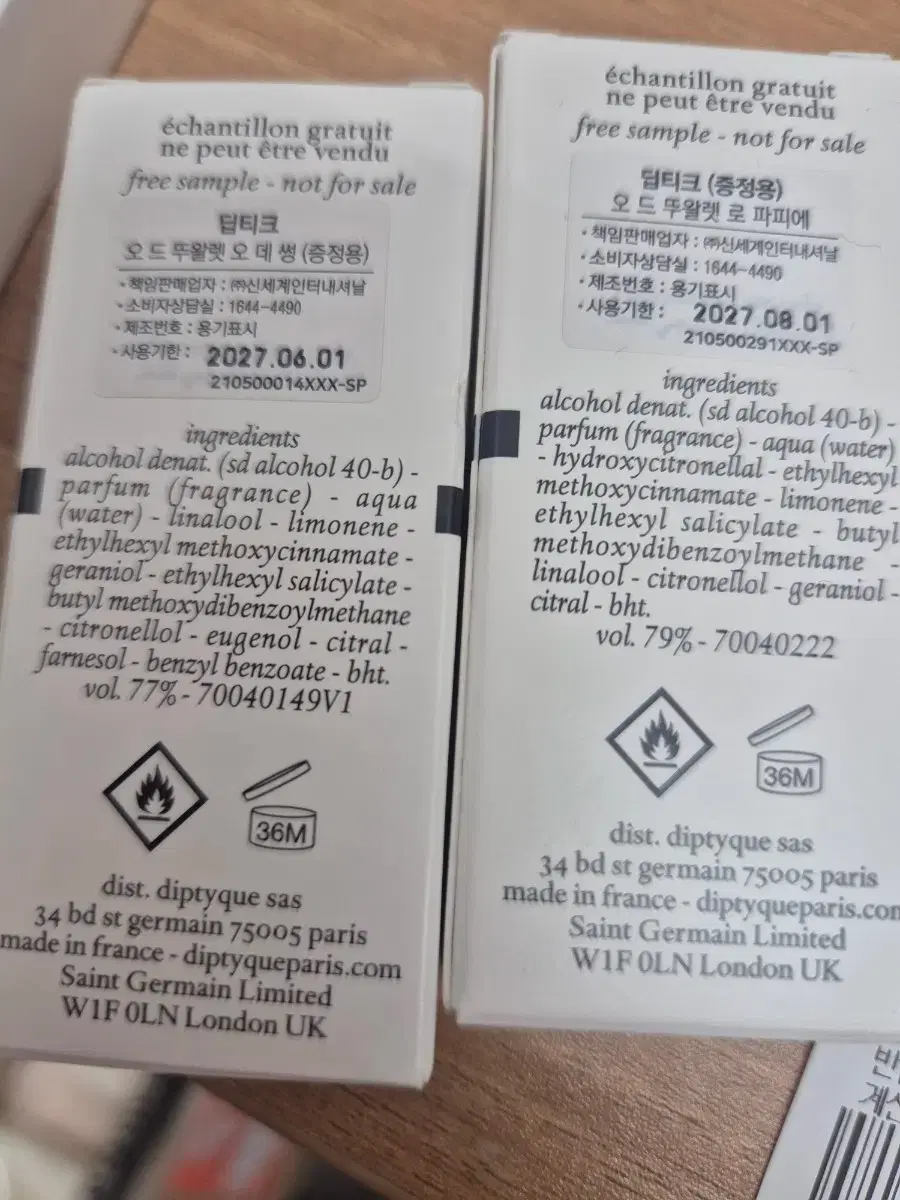 échantillon gratuit
ne peut être vendu
free sample - not for sale
딥티크
오 드 뚜왈렛 오 데 썽 (증정용)
• 책임판매업자 : ㈜신세계인터내셔날
• 소비자상담실 : 1644-4490
• 제조번호 : 용기표시
• 사용기한 : 2027.06.01
210500014XXX-SP
ingredients
alcohol denat. (sd alcohol 40-b) -
parfum (fragrance) - aqua
(water) - linalool - limonene -
ethylhexyl methoxycinnamate -
geraniol - ethylhexyl salicylate -
butyl methoxydibenzoylmethane
- citronellol - eugenol - citral -
farnesol - benzyl benzoate - bht.
vol. 77% - 70040149V1
36M
dist. diptyque sas
34 bd st germain 75005 paris
made in france - diptyqueparis.com
Saint Germain Limited
W1F 0LN London UK
échantillon gratuit
ne peut être vendu
free sample - not for sale
딥티크 (증정용)
오 드 뚜왈렛 로 파피에
• 책임판매업자 : ㈜신세계인터내셔날
• 소비자상담실 : 1644-4490
• 제조번호 : 용기표시
• 사용기한 : 2027.08.01
210500291XXX-SP
ingredients
alcohol denat. (sd alcohol 40-b) -
parfum (fragrance) - aqua (water)
- hydroxycitronellal - ethylhexyl
methoxycinnamate - limonene -
ethylhexyl salicylate - butyl
methoxydibenzoylmethane -
linalool - citronellol - geraniol -
citral - bht.
vol. 79% - 70040222
36M
dist. diptyque sas
34 bd st germain 75005 paris
made in france - diptyqueparis.com
Saint Germain Limited
W1F 0LN London UK